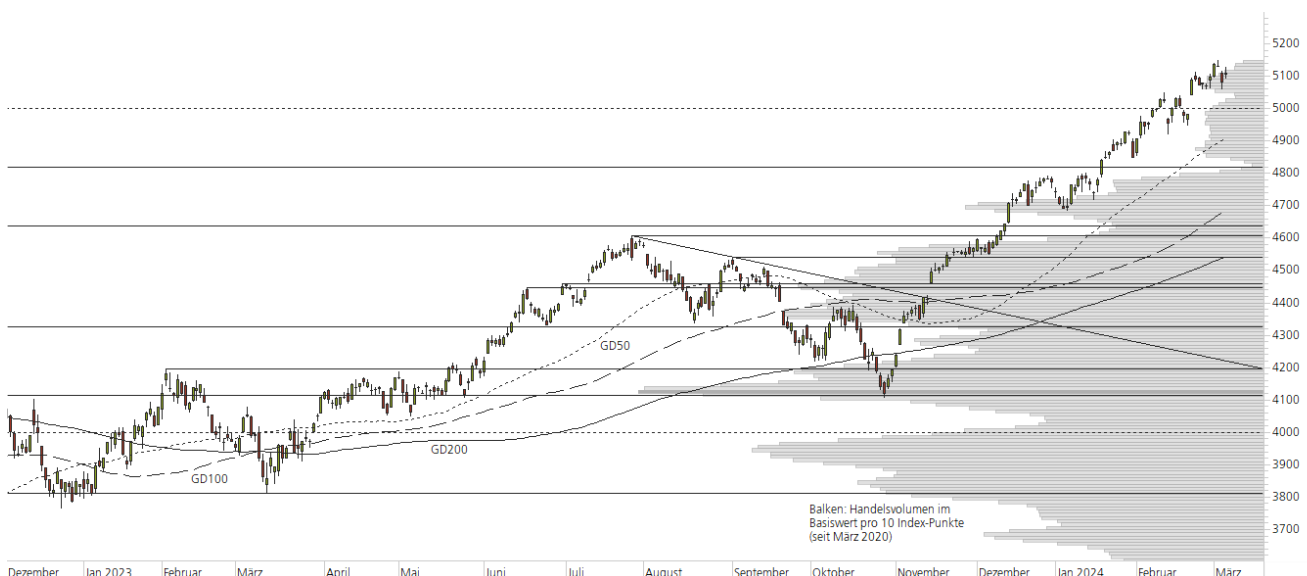 5200
5100
5000
4900
4800
4700
4600
4500
4400
4300
4200
4100
4000
3900
3800
3700
GD50
GD200
GD100
Balken: Handelsvolumen im
Basiswert pro 10 Index-Punkte
(seit März 2020)
Dezember Jan 2023 Februar März April Mai Juni Juli August September Oktober November Dezember Jan 2024 Februar März